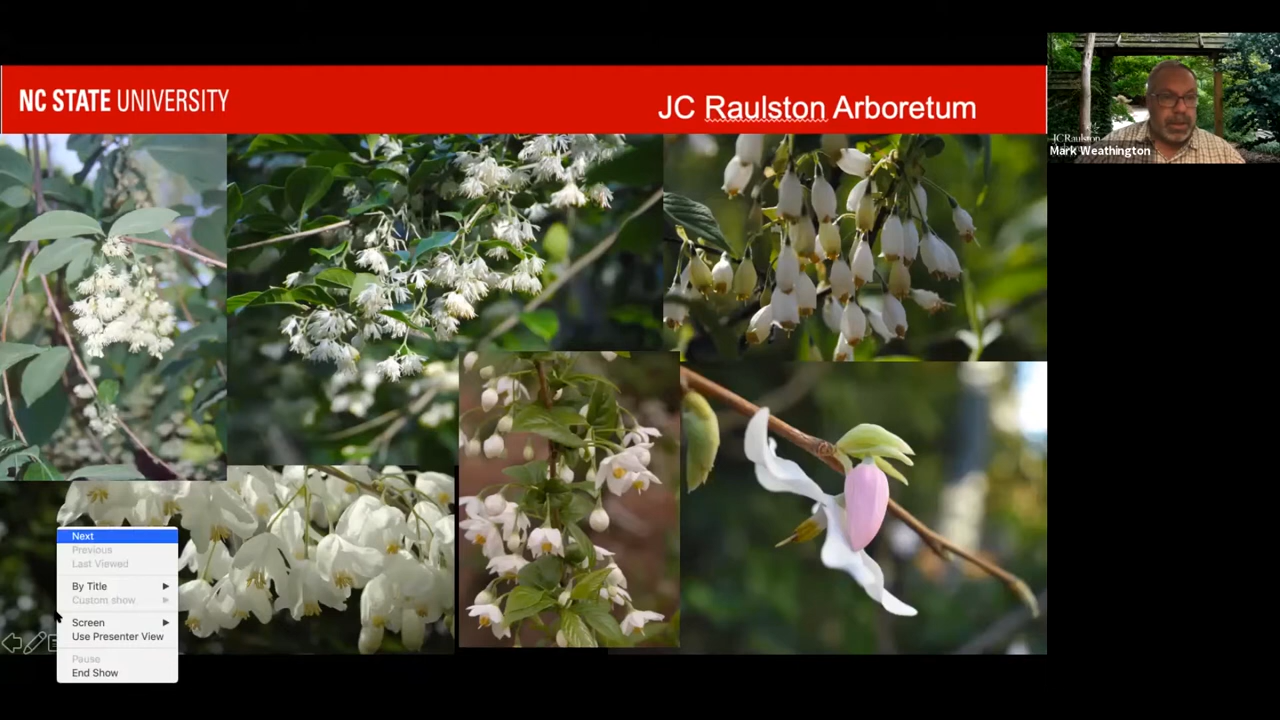 NC STATE UNIVERSITY
JC Raulston Arboretum
JCRaulston
Mark Weathington
Next
Previous
Last Viewed
By Title
Custom show
Screen
Use Presenter View
Pause
End Show